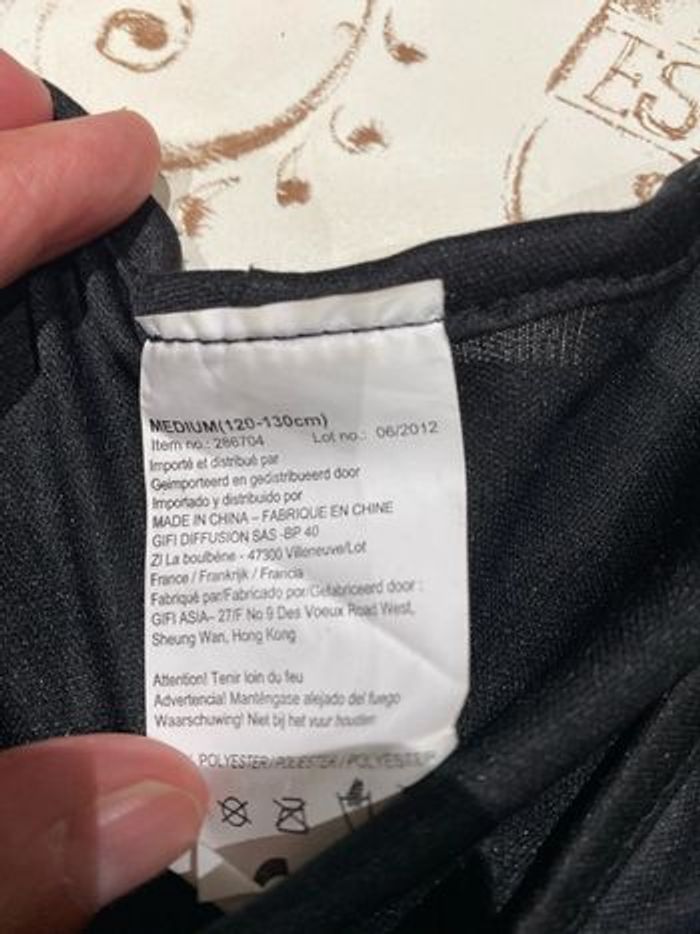 ES
MEDIUM(120-130cm)
Item no.: 286704 Lot no.: 06/2012
Importé et distribué par
Geïmporteerd en gedistribueerd door
Importado y distribuido por
MADE IN CHINA – FABRIQUE EN CHINE
GIFI DIFFUSION SAS -BP 40
ZI La boulbène - 47300 Villeneuve/Lot
France / Frankrijk / Francia
Fabriqué par/Fabricado por/Gefabriceerd door :
GIFI ASIA– 27/F No 9 Des Voeux Road West,
Sheung Wan, Hong Kong
Attention! Tenir loin du feu
Advertencia! Manténgase alejado del fuego
Waarschuwing! Niet bij het vuur houden
POLYESTER/POLIESTER/POLYESTER